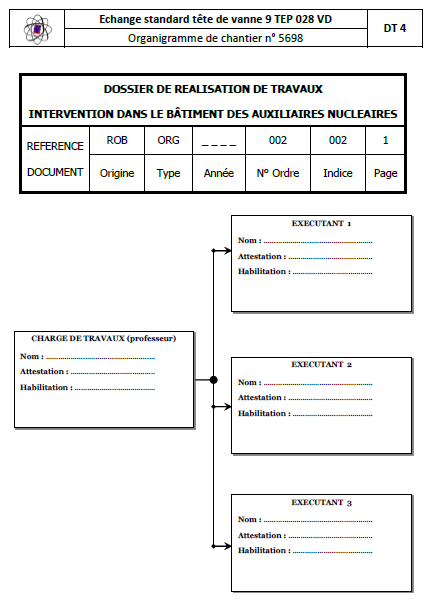 Echange standard tête de vanne 9 TEP 028 VD
Organigramme de chantier n° 5698
DT 4
DOSSIER DE REALISATION DE TRAVAUX
INTERVENTION DANS LE BÂTIMENT DES AUXILIAIRES NUCLEAIRES
REFERENCE DOCUMENT
ROB ORG _ _ _ _ 002 002 1
Origine Type Année N° Ordre Indice Page
EXECUTANT 1
Nom : ................................................
Attestation : .....................................
Habilitation : ...................................
CHARGE DE TRAVAUX (professeur)
Nom : ................................................
Attestation : .....................................
Habilitation : ...................................
EXECUTANT 2
Nom : ................................................
Attestation : .....................................
Habilitation : ...................................
EXECUTANT 3
Nom : ................................................
Attestation : .....................................
Habilitation : ...................................